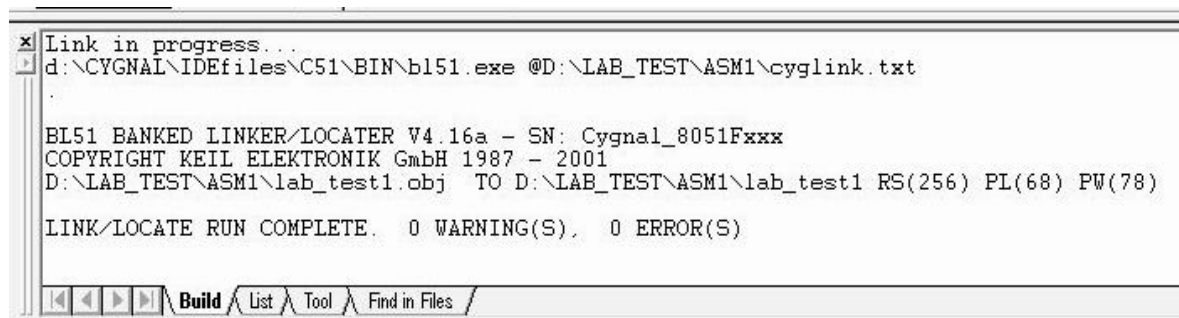 Link in progress...
d:\CYGNAL\IDEfiles\C51\BIN\bl51.exe @D:\LAB_TEST\ASM1\cyglink.txt
.
BL51 BANKED LINKER/LOCATER V4.16a - SN: Cygnal_8051Fxxx
COPYRIGHT KEIL ELEKTRONIK GmbH 1987 - 2001
D:\LAB_TEST\ASM1\lab_test1.obj  TO D:\LAB_TEST\ASM1\lab_test1 RS(256) PL(68) PW(78)
LINK/LOCATE RUN COMPLETE.  0 WARNING(S),  0 ERROR(S)
Build List Tool Find in Files